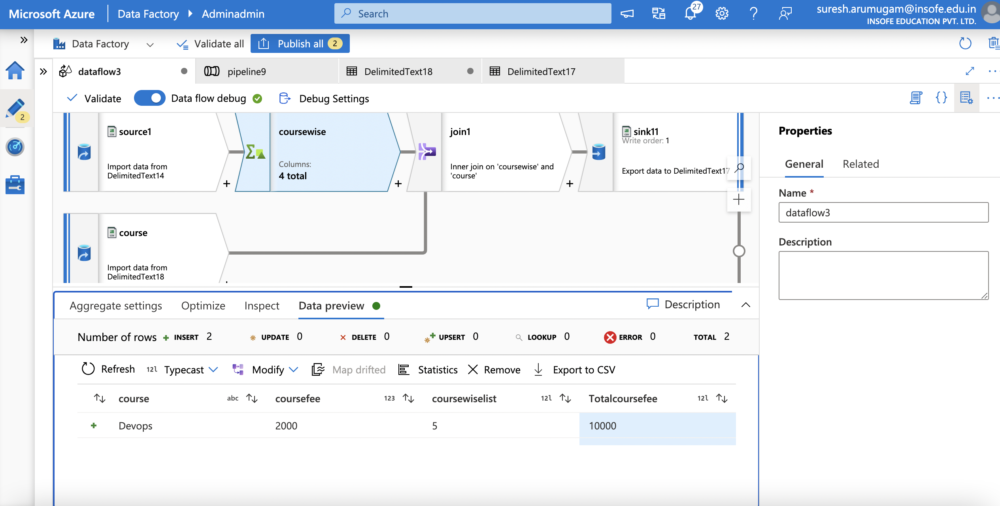 Microsoft Azure
Data Factory
Adminadmin
Search
27
suresh.arumugam@insofe.edu.in
INSOFE EDUCATION PVT. LTD.
Data Factory
Validate all
Publish all 2
dataflow3
pipeline9
DelimitedText18
DelimitedText17
2
Validate
Data flow debug
Debug Settings
{}
source1
Import data from
DelimitedText14
+
coursewise
Columns:
4 total
+
join1
Inner join on 'coursewise' and
'course'
+
sink11
Write order: 1
Export data to DelimitedText17
course
Import data from
DelimitedText18
Properties
General
Related
Name *
dataflow3
Description
Aggregate settings
Optimize
Inspect
Data preview
Description
Number of rows
INSERT 2
UPDATE 0
DELETE 0
UPSERT 0
LOOKUP 0
ERROR 0
TOTAL 2
Refresh
12l Typecast
Modify
Map drifted
Statistics
Remove
Export to CSV
course abc
coursefee 123
coursewiselist 12l
Totalcoursefee 12l
Devops 2000 5 10000